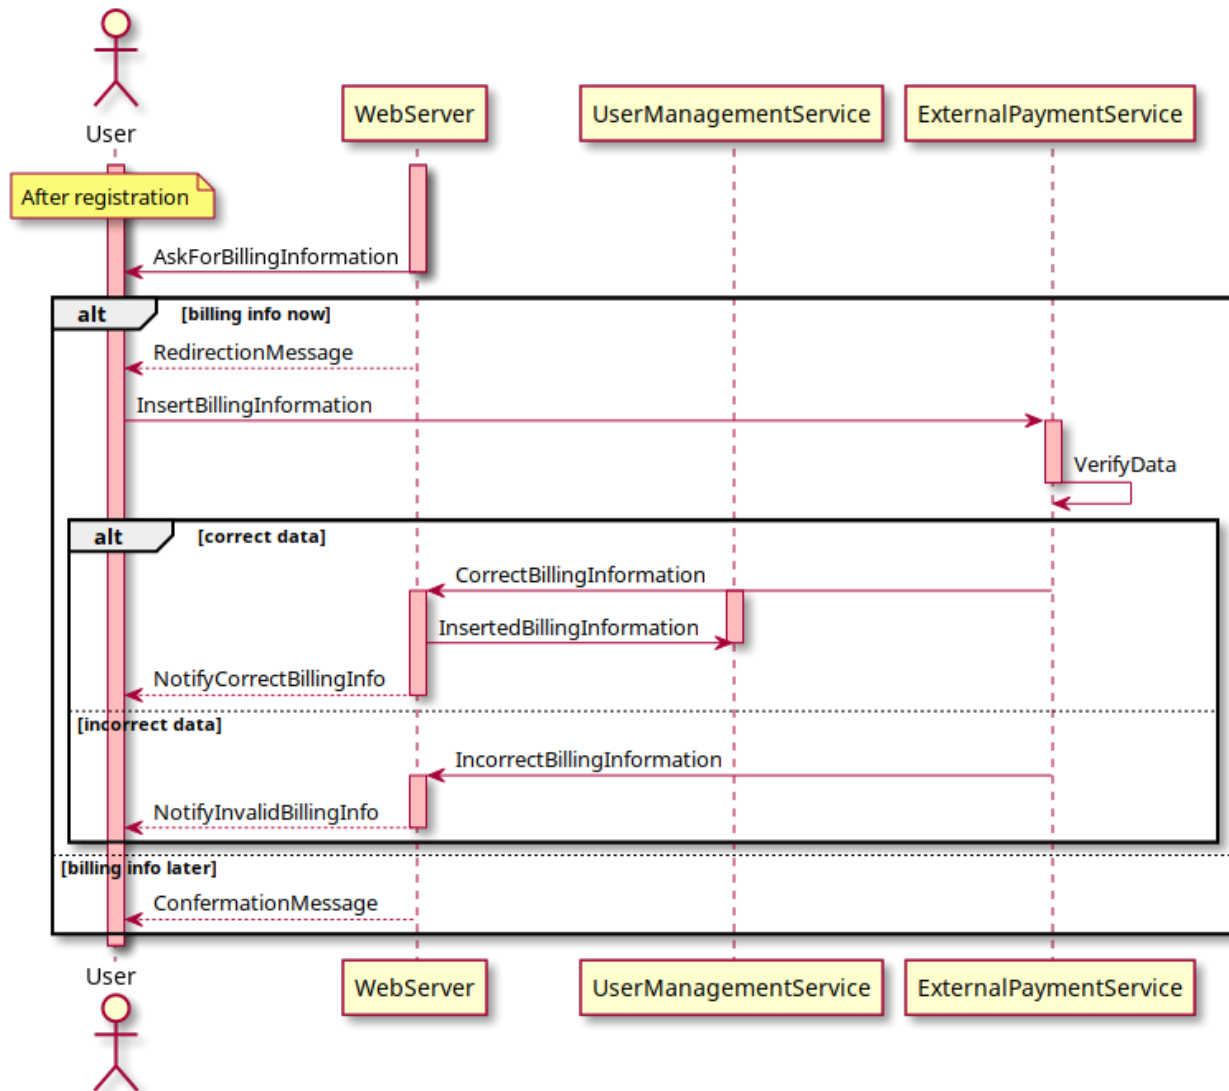 User
WebServer
UserManagementService
ExternalPaymentService
After registration
AskForBillingInformation
alt
[billing info now]
RedirectionMessage
InsertBillingInformation
VerifyData
alt
[correct data]
CorrectBillingInformation
InsertedBillingInformation
NotifyCorrectBillingInfo
[incorrect data]
IncorrectBillingInformation
NotifyInvalidBillingInfo
[billing info later]
ConfermationMessage
User
WebServer
UserManagementService
ExternalPaymentService